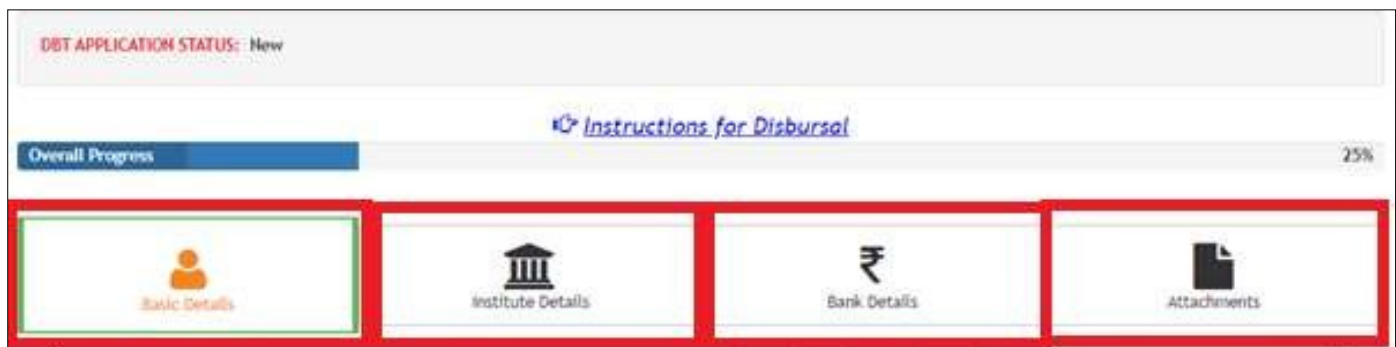 DBT APPLICATION STATUS: New
Instructions for Disbursal
Overall Progress 25%
Basic Details
Institute Details
Bank Details
Attachments